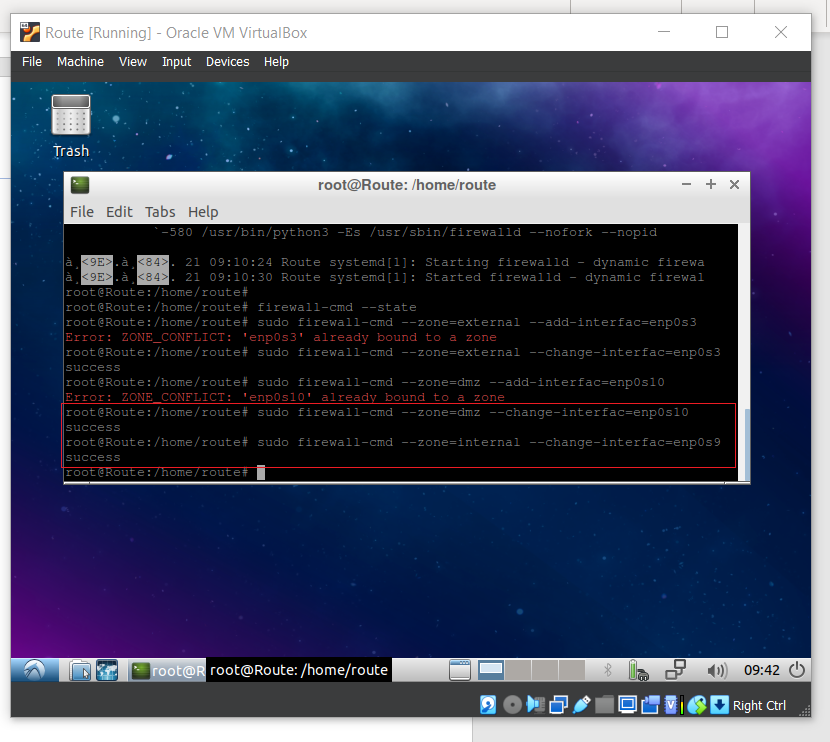 Route [Running] - Oracle VM VirtualBox
File Machine View Input Devices Help
Trash
root@Route: /home/route
File Edit Tabs Help
`-580 /usr/bin/python3 -Es /usr/sbin/firewalld --nofork --nopid
à¸<9E>.à¸<84>. 21 09:10:24 Route systemd[1]: Starting firewalld - dynamic firewa
à¸<9E>.à¸<84>. 21 09:10:30 Route systemd[1]: Started firewalld - dynamic firewal
root@Route:/home/route#
root@Route:/home/route# firewall-cmd --state
root@Route:/home/route# sudo firewall-cmd --zone=external --add-interfac=enp0s3
Error: ZONE_CONFLICT: 'enp0s3' already bound to a zone
root@Route:/home/route# sudo firewall-cmd --zone=external --change-interfac=enp0s3
success
root@Route:/home/route# sudo firewall-cmd --zone=dmz --add-interfac=enp0s10
Error: ZONE_CONFLICT: 'enp0s10' already bound to a zone
root@Route:/home/route# sudo firewall-cmd --zone=dmz --change-interfac=enp0s10
success
root@Route:/home/route# sudo firewall-cmd --zone=internal --change-interfac=enp0s9
success
root@Route:/home/route#
root@R root@Route: /home/route 09:42
Right Ctrl